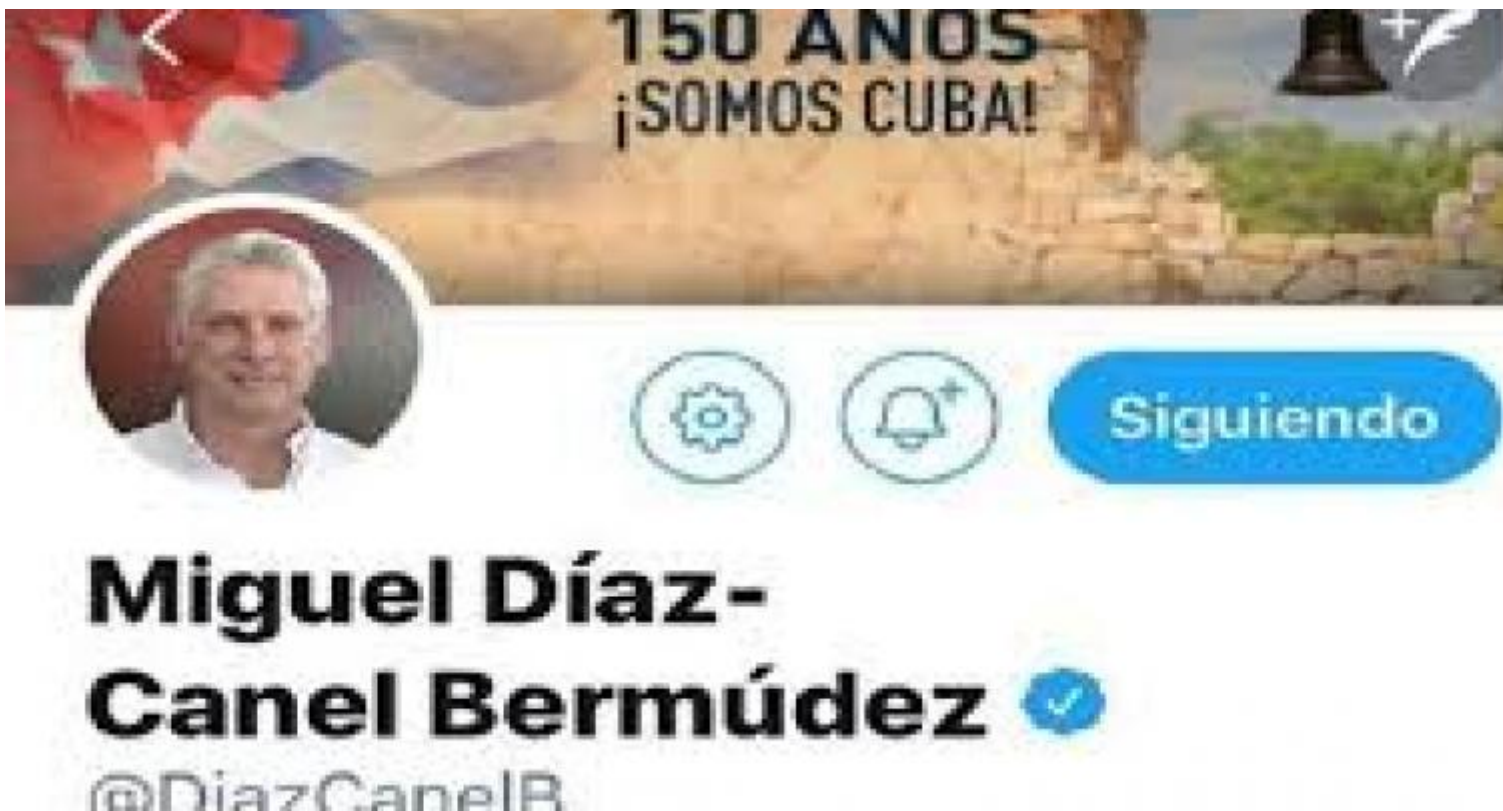 150 AÑOS
¡SOMOS CUBA!
Siguiendo
Miguel Díaz-
Canel Bermúdez
@DiazCanelB